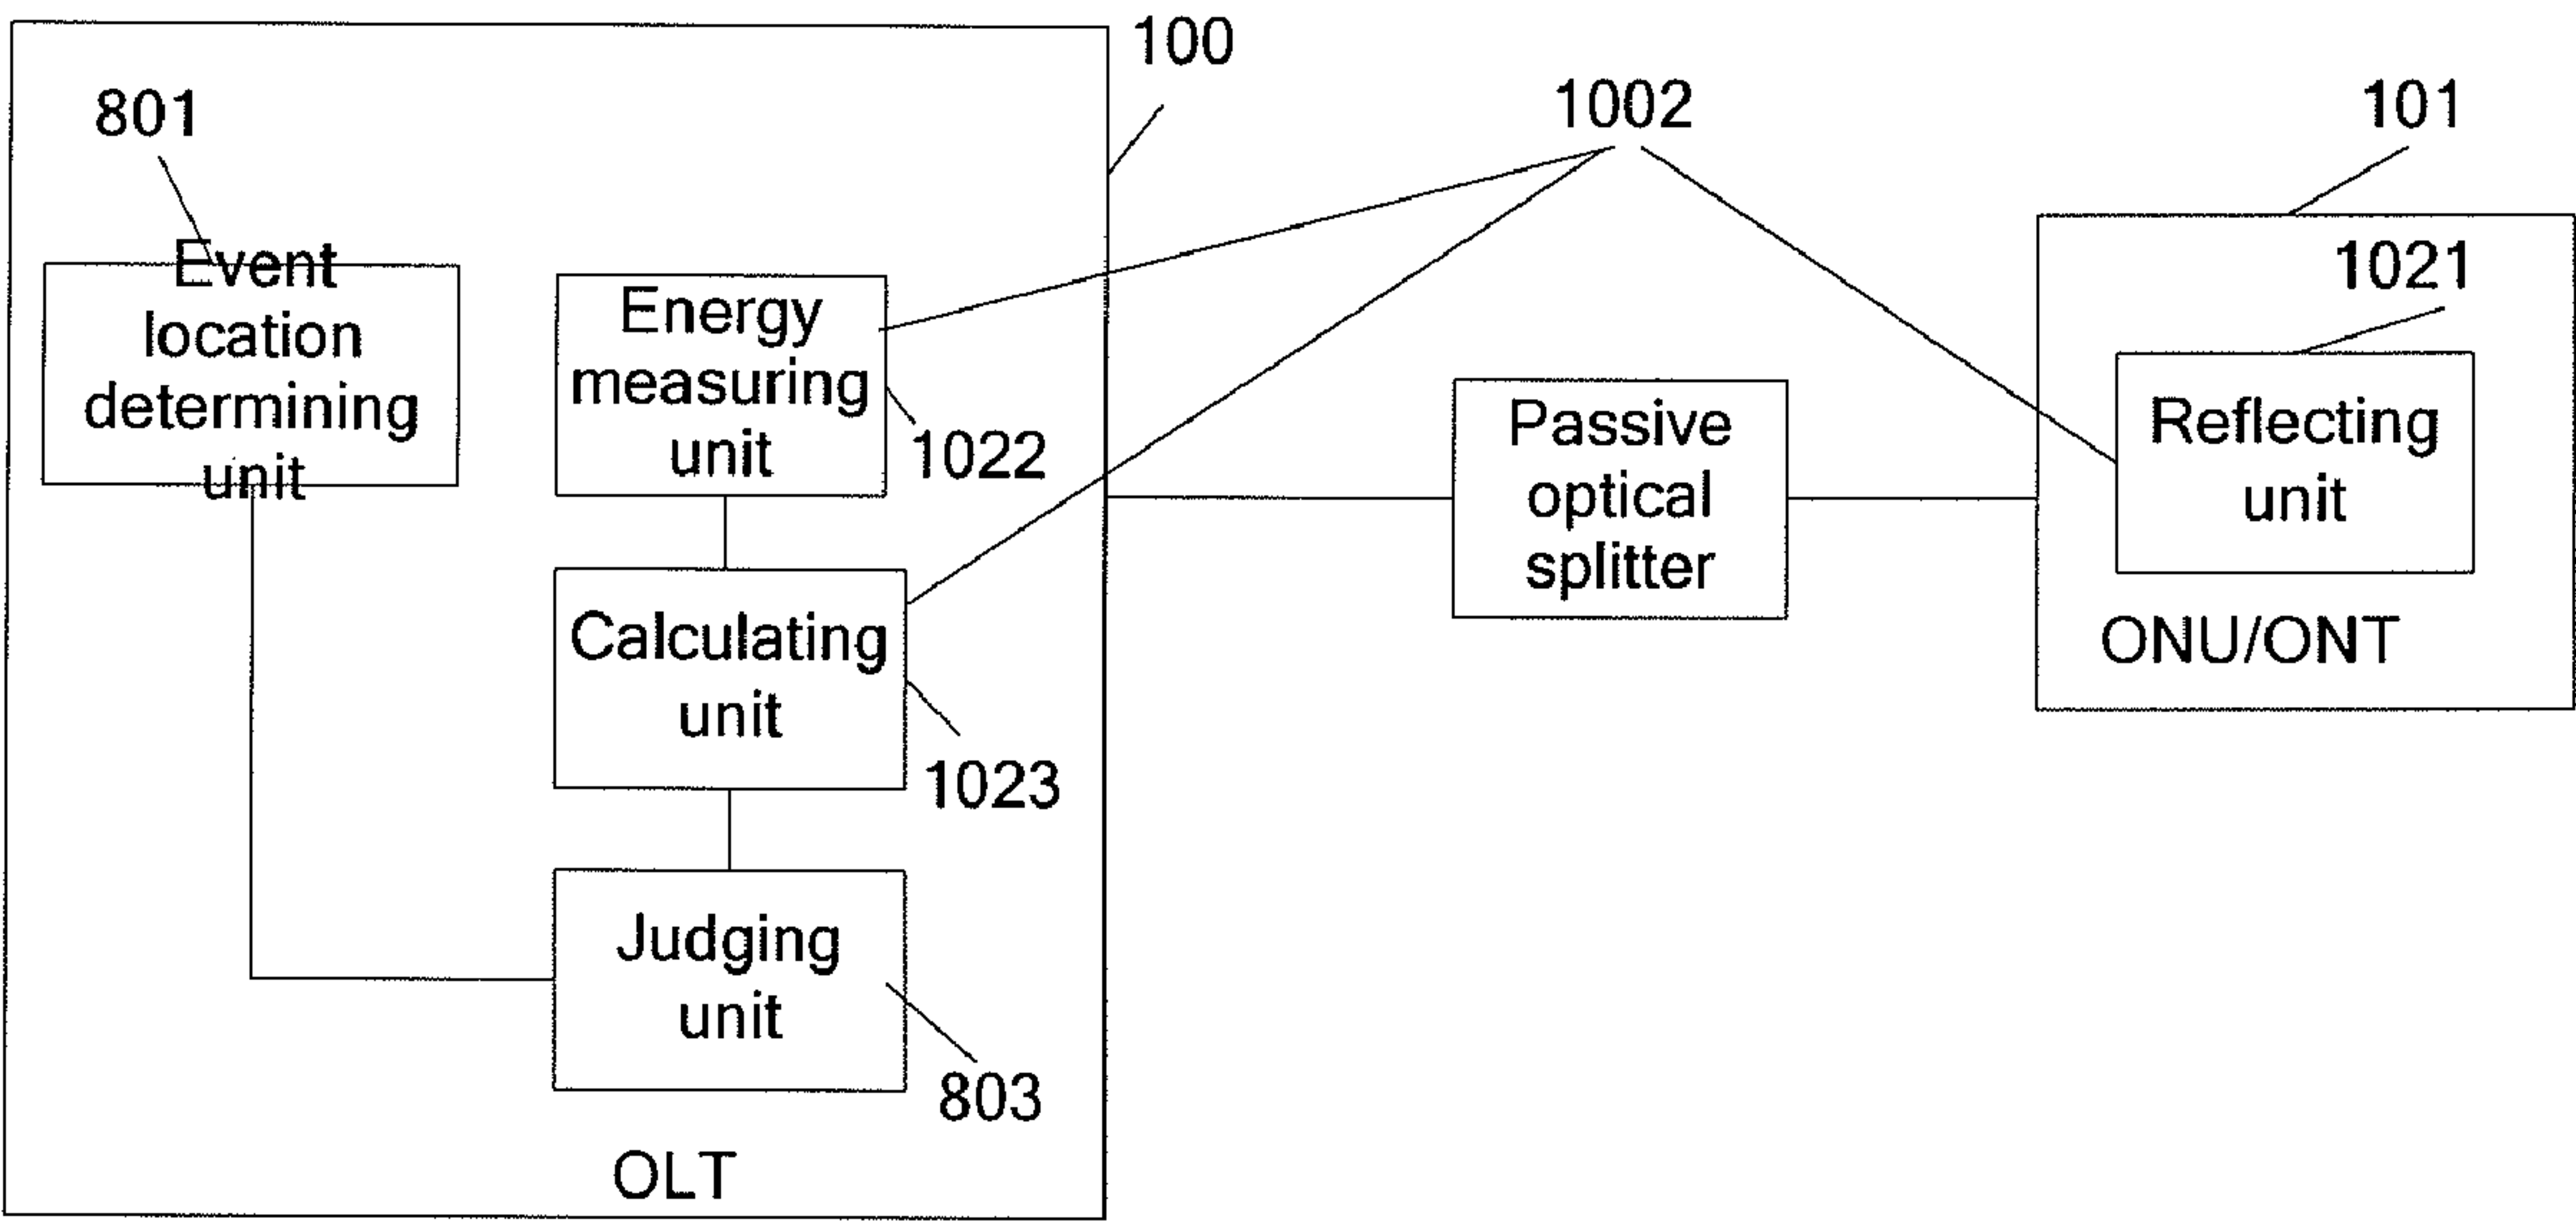 100
1002
101
801
1021
Event
location
determining
unit
Energy
measuring
unit
1022
Passive
optical
splitter
Reflecting
unit
ONU/ONT
Calculating
unit
1023
Judging
unit
803
OLT